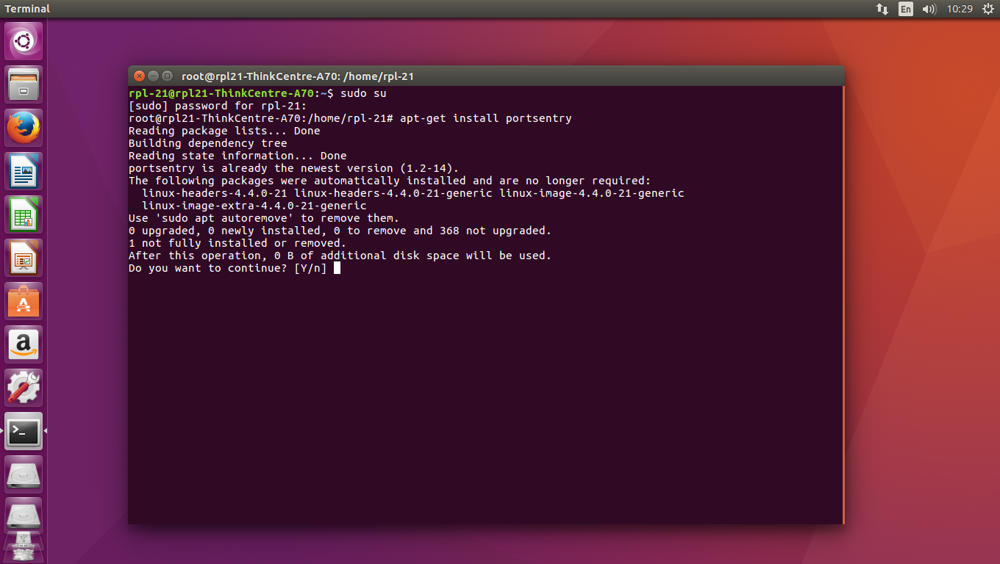 Terminal
En
10:29
root@rpl21-ThinkCentre-A70: /home/rpl-21
rpl-21@rpl21-ThinkCentre-A70:~$ sudo su
[sudo] password for rpl-21:
root@rpl21-ThinkCentre-A70:/home/rpl-21# apt-get install portsentry
Reading package lists... Done
Building dependency tree
Reading state information... Done
portsentry is already the newest version (1.2-14).
The following packages were automatically installed and are no longer required:
  linux-headers-4.4.0-21 linux-headers-4.4.0-21-generic linux-image-4.4.0-21-generic
  linux-image-extra-4.4.0-21-generic
Use 'sudo apt autoremove' to remove them.
0 upgraded, 0 newly installed, 0 to remove and 368 not upgraded.
1 not fully installed or removed.
After this operation, 0 B of additional disk space will be used.
Do you want to continue? [Y/n]